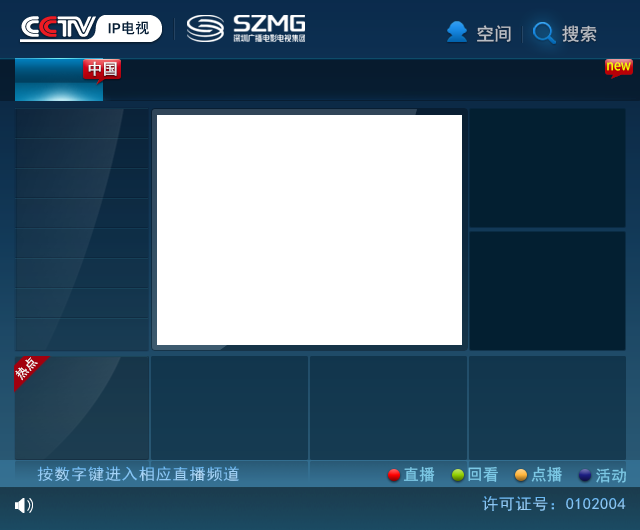 CCTV IP电视 SZMG
深圳广播电影电视集团
空间 搜索
中国
new
热点
按数字键进入相应直播频道 直播 回看 点播 活动
许可证号：0102004